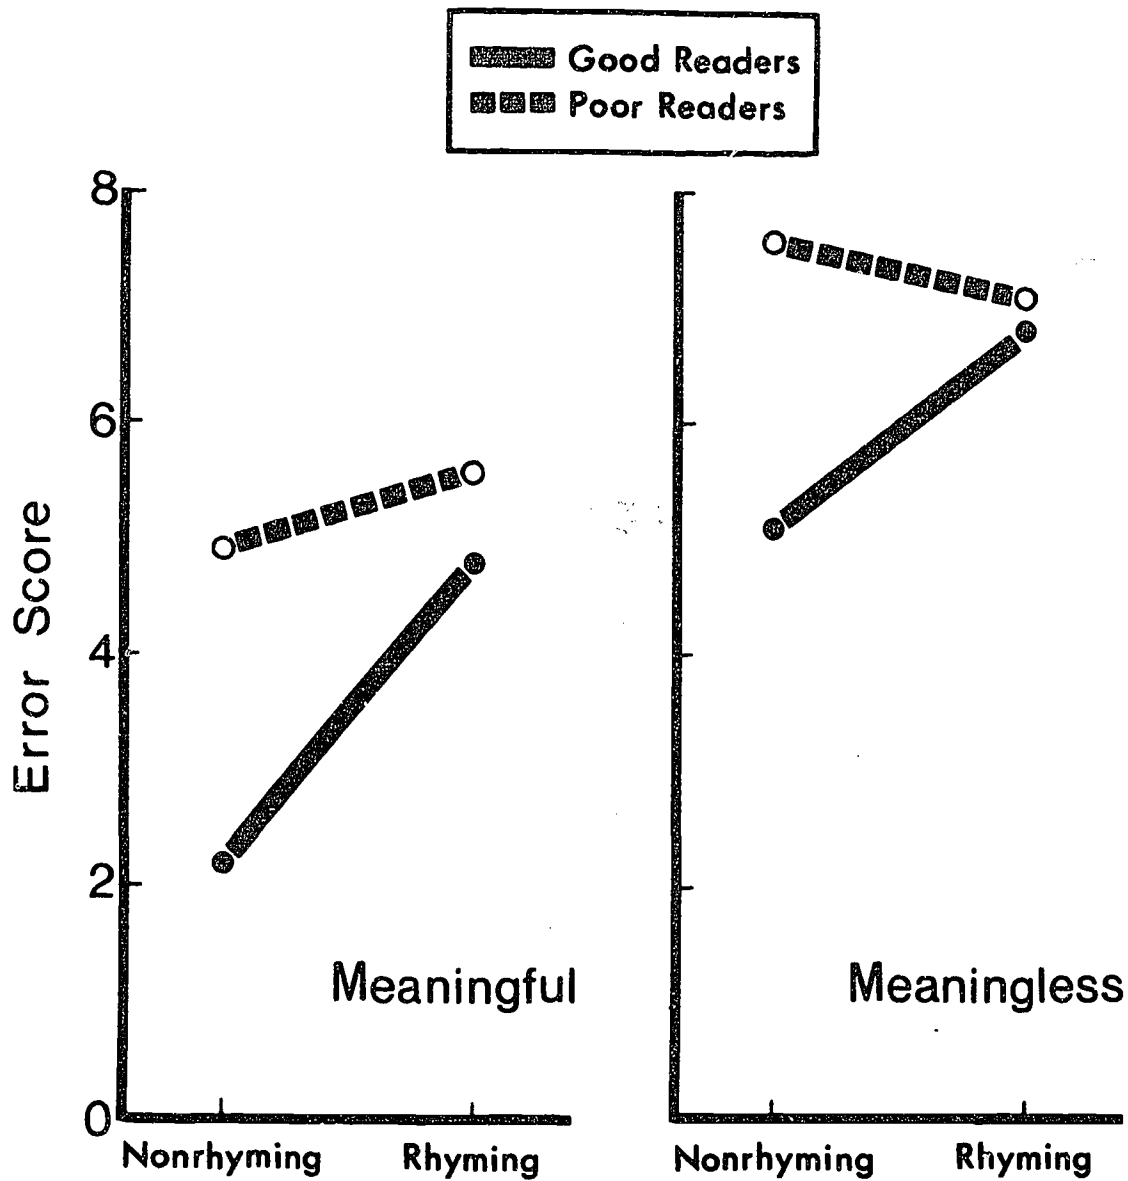 Good Readers
Poor Readers
8
6
4
2
0
Error Score
Meaningful
Meaningless
Nonrhyming Rhyming Nonrhyming Rhyming